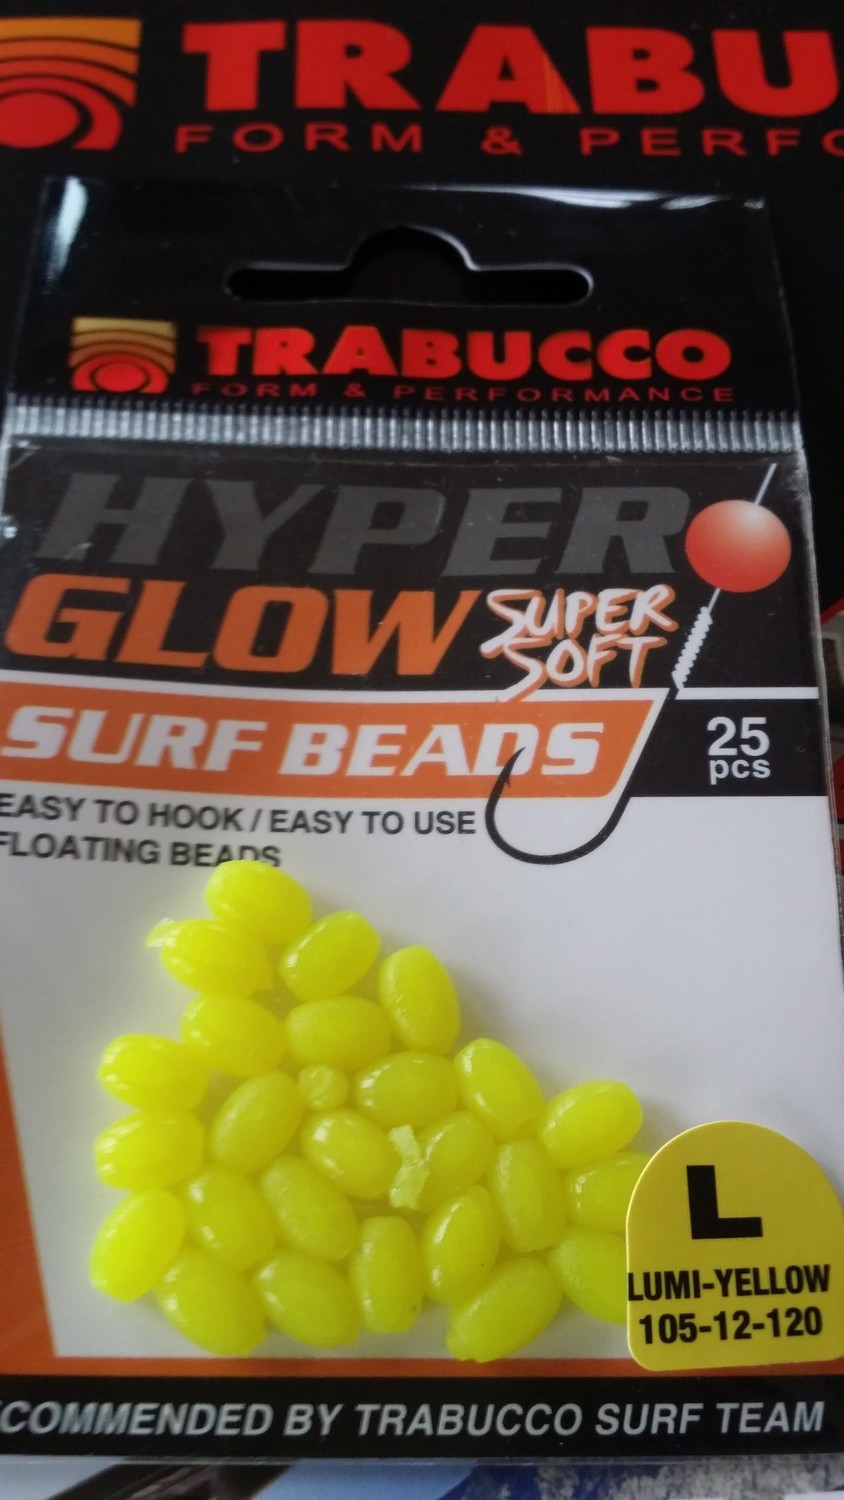 TRABU
FORM & PERFO
TRABUCCO
FORM & PERFORMANCE
HYPER
GLOW SUPER
SOFT
SURF BEADS
25
pcs
EASY TO HOOK / EASY TO USE
FLOATING BEADS
L
LUMI-YELLOW
105-12-120
COMMENDED BY TRABUCCO SURF TEAM